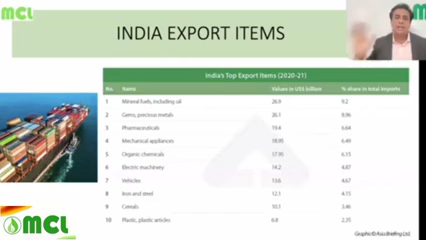 MCL
MCL
INDIA EXPORT ITEMS
India's Top Export Items (2020-21)
No. Items Values in US$ billion % share in total imports
1 Mineral fuels, including oil 26.9 9.2
2 Gems, precious metals 26.1 8.96
3 Pharmaceuticals 19.4 6.64
4 Mechanical appliances 18.95 6.49
5 Organic chemicals 17.95 6.15
6 Electric machinery 14.2 4.87
7 Vehicles 13.6 4.67
8 Iron and steel 12.1 4.15
9 Cereals 10.1 3.46
10 Plastic, plastic articles 6.8 2.35
Graphic© Asia Briefing Ltd.
MCL